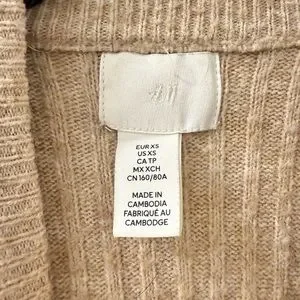 H&M
EUR XS
US XS
CA TP
MX XCH
CN 160/80A
MADE IN
CAMBODIA
FABRIQUÉ AU
CAMBODGE